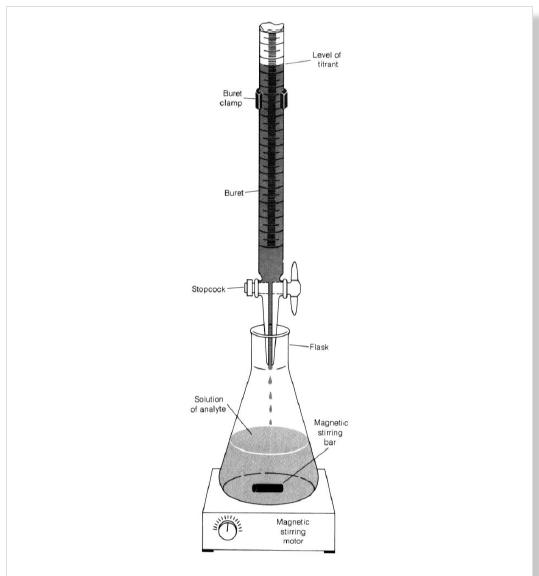 Level of
titrant
Buret
clamp
Buret
Stopcock
Flask
Solution
of analyte
Magnetic
stirring
bar
Magnetic
stirring
motor